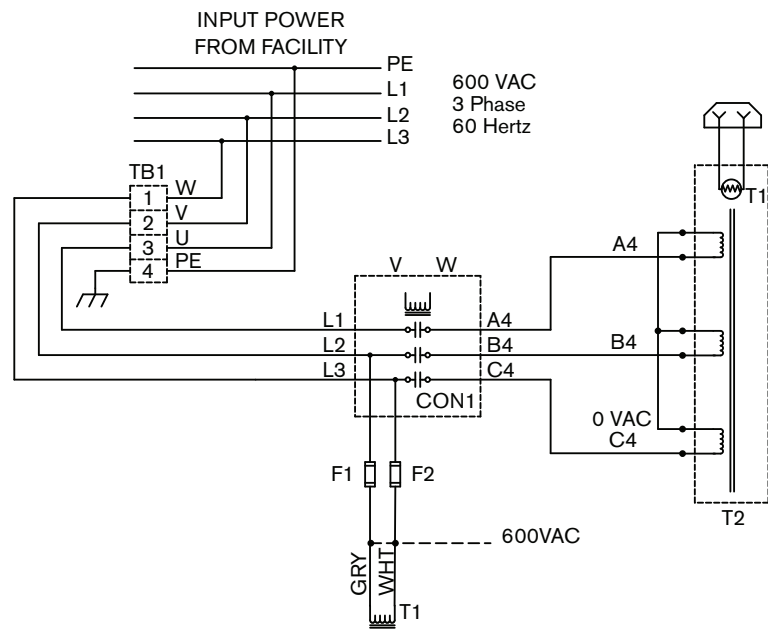 INPUT POWER
FROM FACILITY
PE
L1
L2
L3
600 VAC
3 Phase
60 Hertz
TB1
1 W
2 V
3 U
4 PE
T1
V W
A4
L1 A4
L2 B4 B4
L3 C4
CON1
0 VAC
C4
F1 F2
T2
600VAC
GRY
WHT
T1